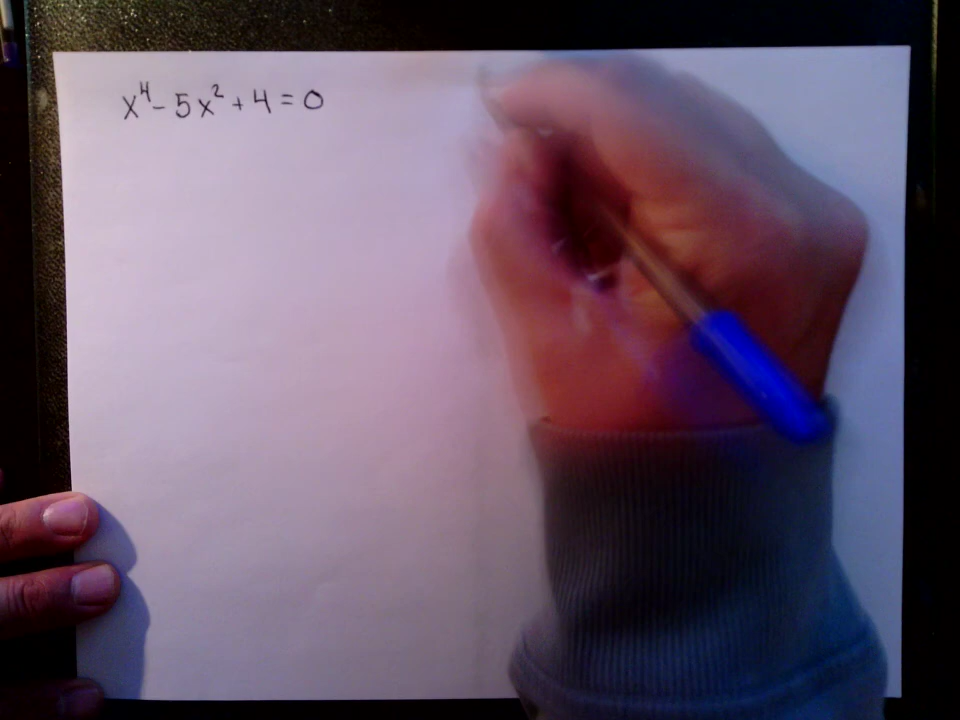 x⁴ - 5x² + 4 = 0